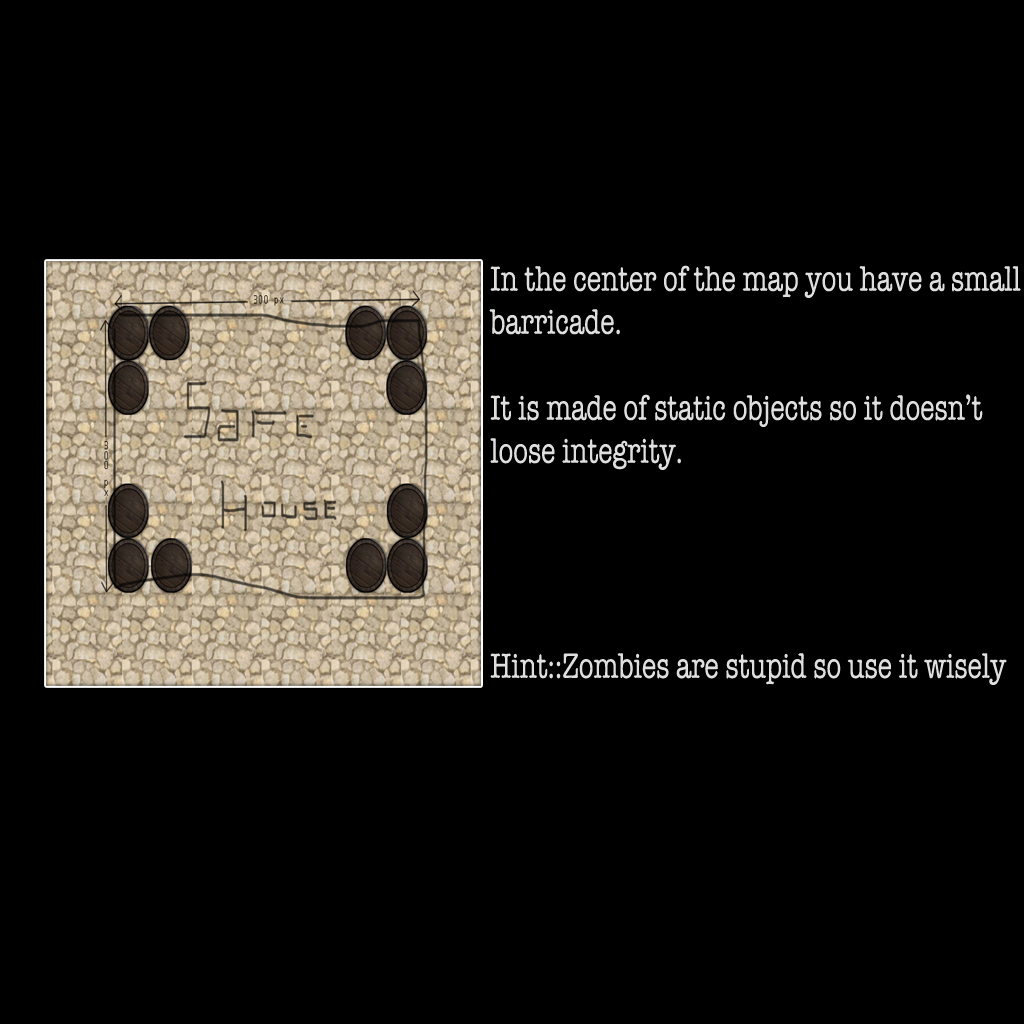 300 px
300 px
Safe
House
In the center of the map you have a small
barricade.
It is made of static objects so it doesn't
loose integrity.
Hint::Zombies are stupid so use it wisely